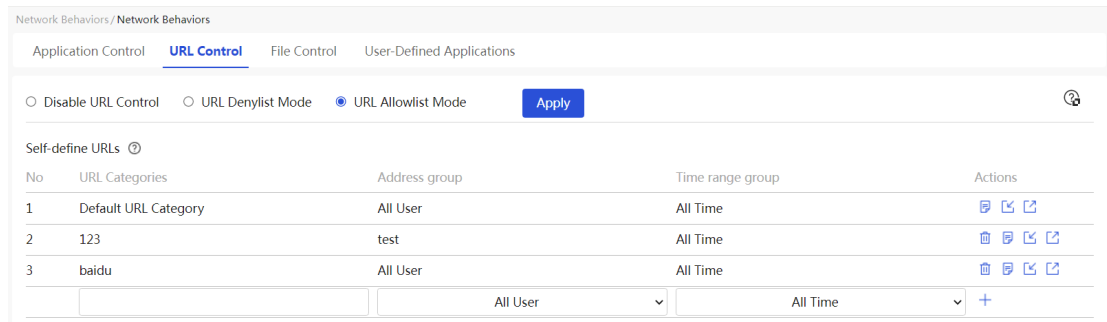 Network Behaviors / Network Behaviors
Application Control URL Control File Control User-Defined Applications
Disable URL Control URL Denylist Mode URL Allowlist Mode Apply
Self-define URLs
No URL Categories Address group Time range group Actions
1 Default URL Category All User All Time
2 123 test All Time
3 baidu All User All Time
All User All Time